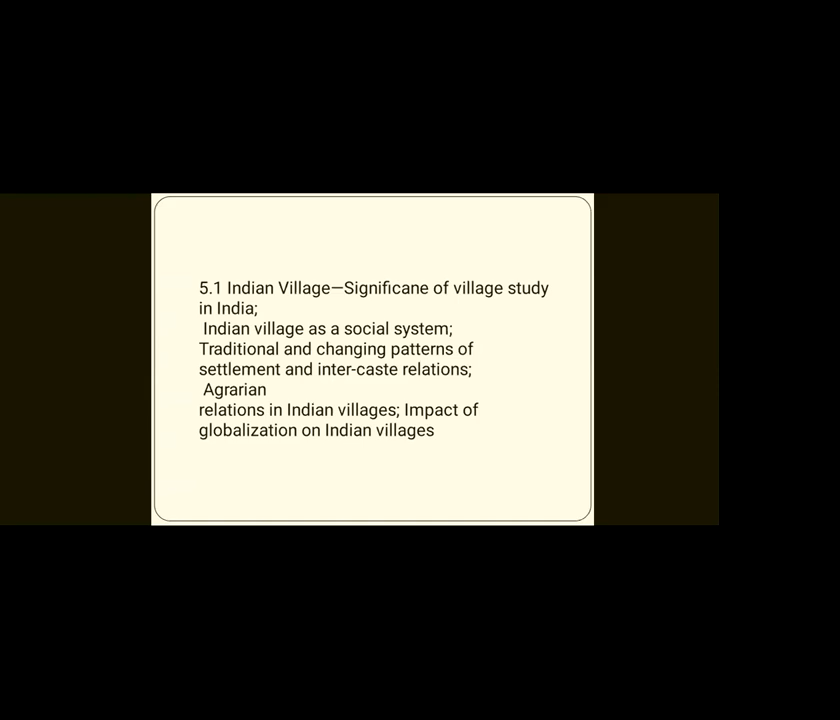 5.1 Indian Village—Significane of village study
in India;
Indian village as a social system;
Traditional and changing patterns of
settlement and inter-caste relations;
Agrarian
relations in Indian villages; Impact of
globalization on Indian villages